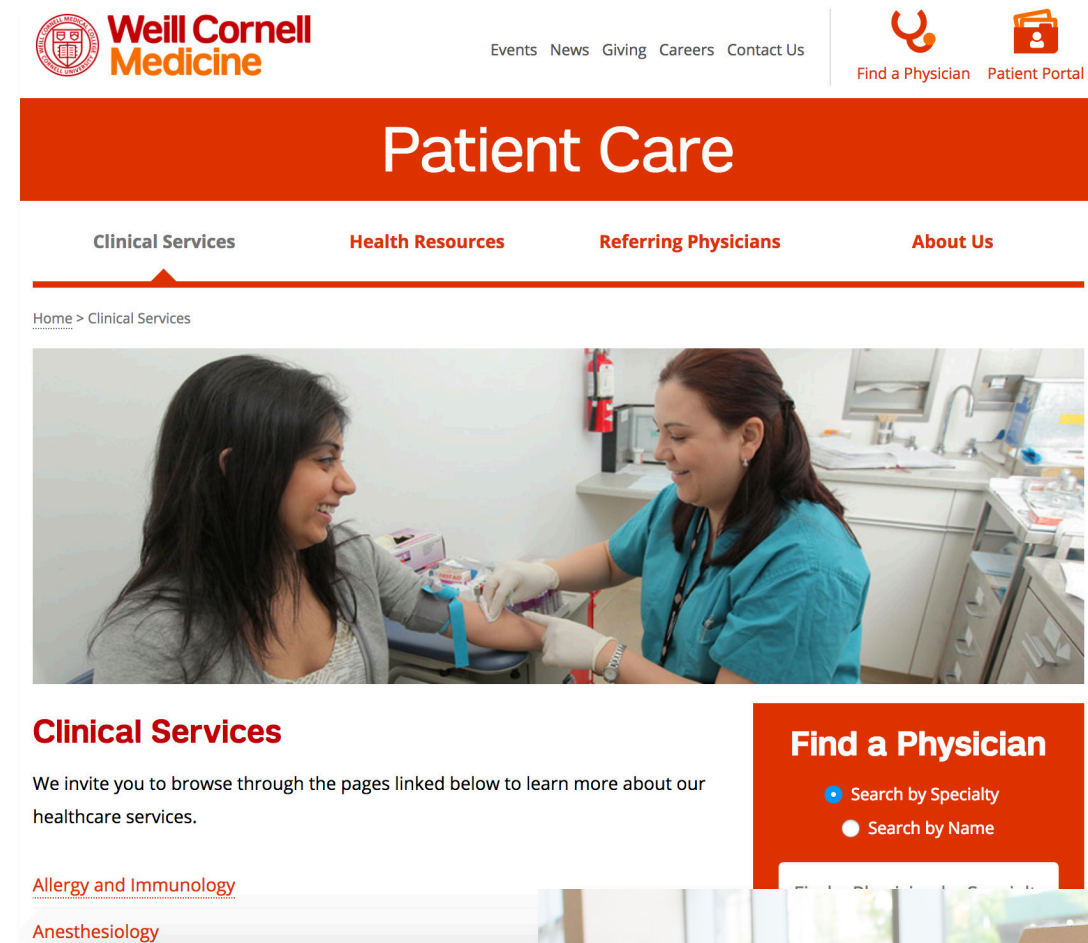 Weill Cornell
Medicine
Events News Giving Careers Contact Us
Find a Physician Patient Portal
Patient Care
Clinical Services Health Resources Referring Physicians About Us
Home > Clinical Services
Clinical Services
We invite you to browse through the pages linked below to learn more about our
healthcare services.
Allergy and Immunology
Anesthesiology
Find a Physician
Search by Specialty
Search by Name